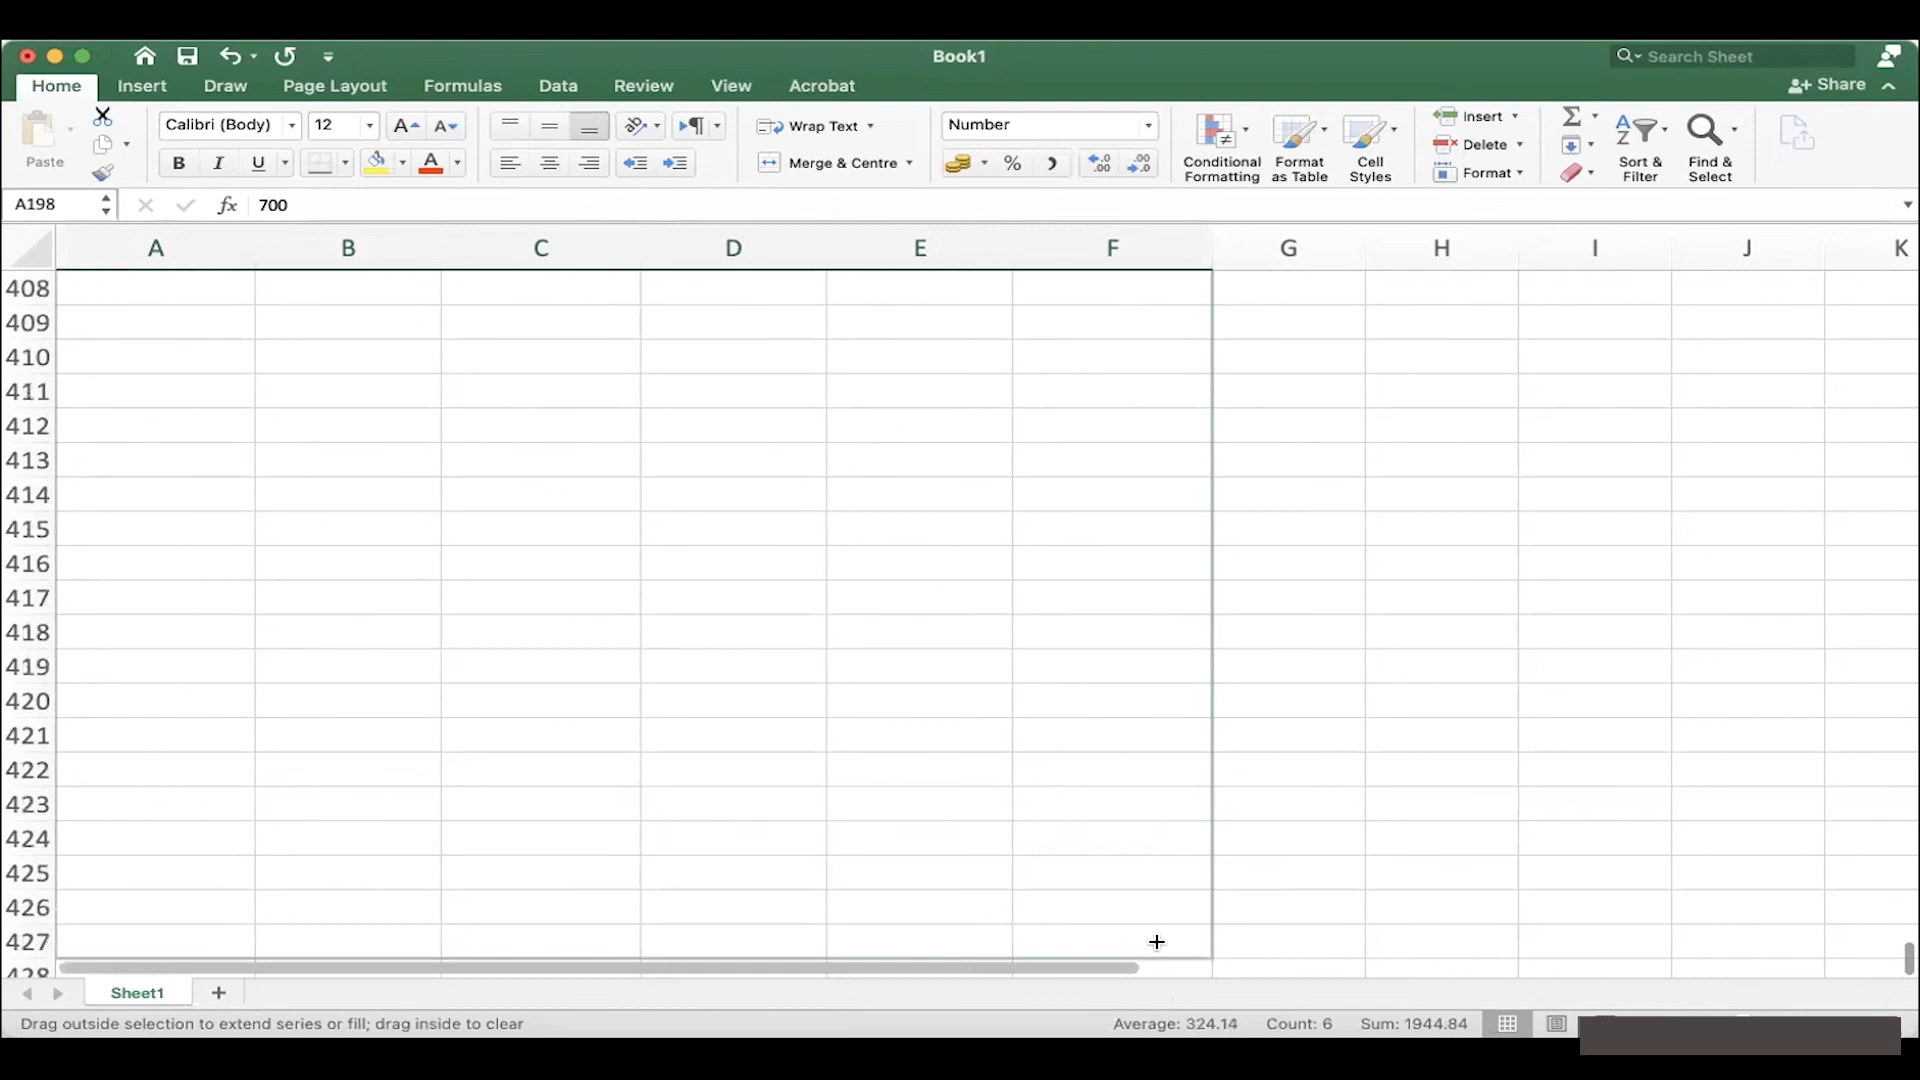 Book1
Search Sheet
Home Insert Draw Page Layout Formulas Data Review View Acrobat
Share
Paste
Calibri (Body) 12
Wrap Text
Number
Insert
B I U
Merge & Centre
Conditional Formatting
Format as Table
Cell Styles
Delete
Format
Sort & Filter
Find & Select
A198 fx 700
A B C D E F G H I J K
408
409
410
411
412
413
414
415
416
417
418
419
420
421
422
423
424
425
426
427
428
Sheet1 +
Drag outside selection to extend series or fill; drag inside to clear Average: 324.14 Count: 6 Sum: 1944.84